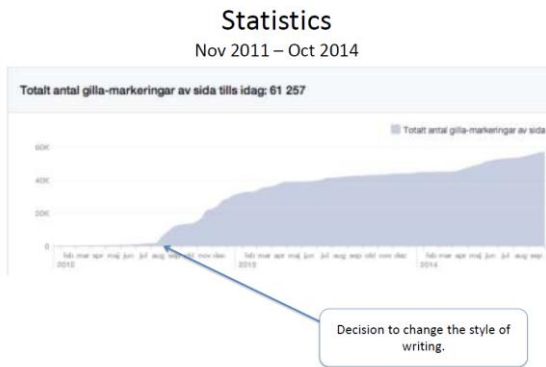 Statistics
Nov 2011 – Oct 2014
Totalt antal gilla-markeringar av sida tills idag: 61 257
Totalt antal gilla-markeringar av sida
60K
40K
20K
0
feb mar apr maj jun jul aug sep okt nov dec feb mar apr maj jun jul aug sep okt nov dec feb mar apr maj jun jul aug sep
2012 2013 2014
Decision to change the style of
writing.